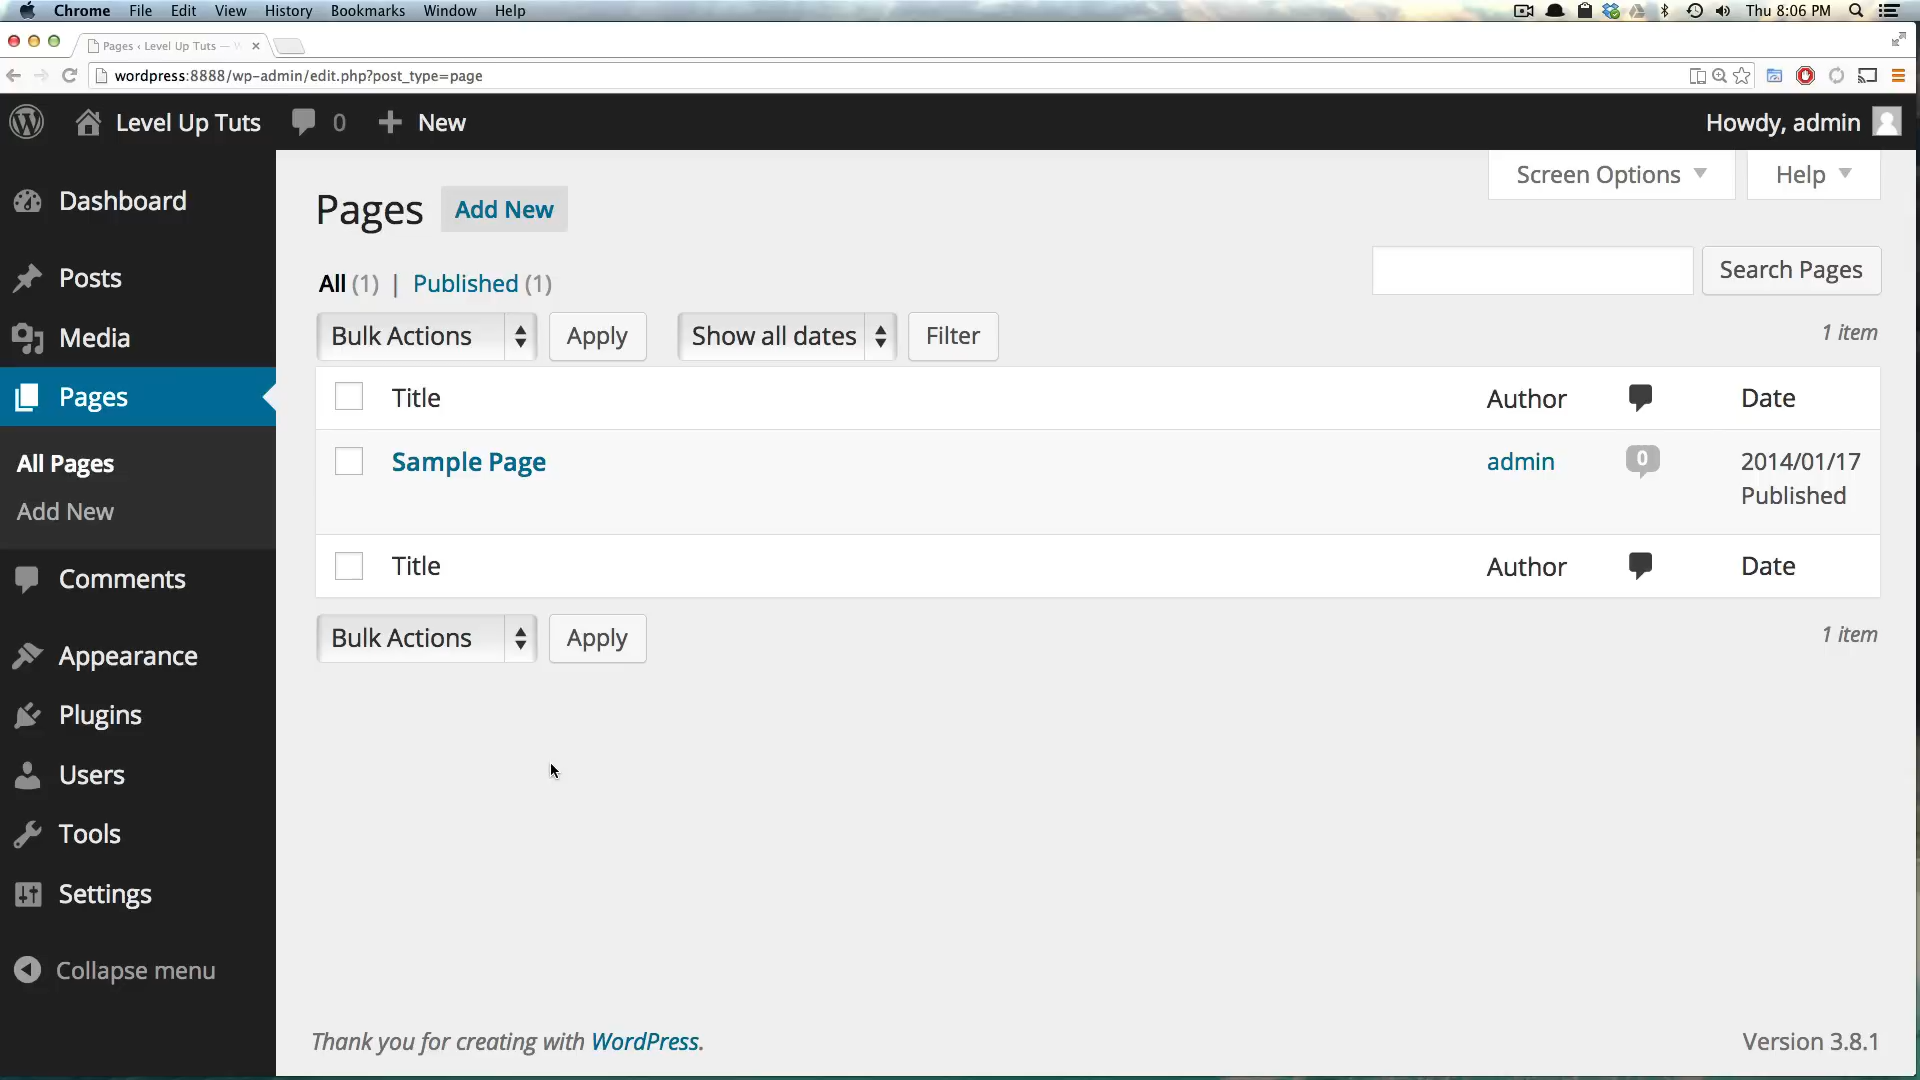 Chrome File Edit View History Bookmarks Window Help Thu 8:06 PM
Pages ‹ Level Up Tuts —
wordpress:8888/wp-admin/edit.php?post_type=page
Level Up Tuts 0 New Howdy, admin
Screen Options Help
Dashboard
Posts
Media
Pages
All Pages
Add New
Comments
Appearance
Plugins
Users
Tools
Settings
Collapse menu
Pages Add New
All (1) | Published (1)
Search Pages
Bulk Actions Apply Show all dates Filter 1 item
Title Author Date
Sample Page admin 0 2014/01/17
Published
Title Author Date
Bulk Actions Apply 1 item
Thank you for creating with WordPress. Version 3.8.1